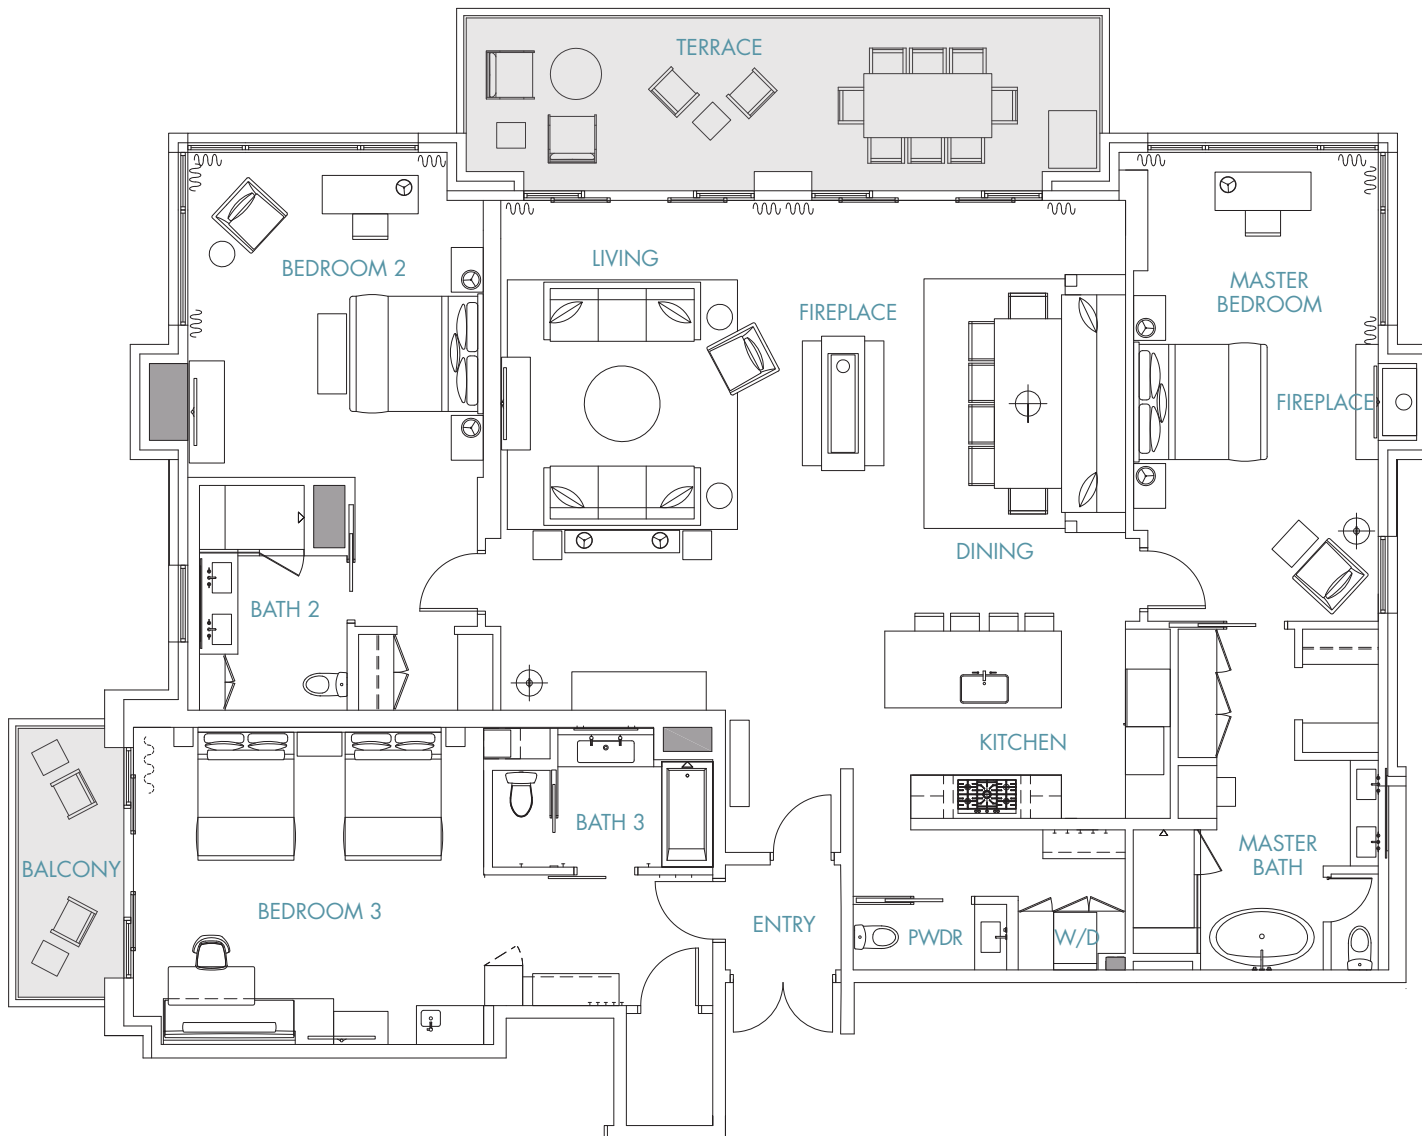 TERRACE
LIVING
BEDROOM 2
MASTER
BEDROOM
FIREPLACE
FIREPLACE
DINING
BATH 2
KITCHEN
BATH 3
MASTER
BATH
BALCONY
BEDROOM 3
ENTRY
PWDR
W/D